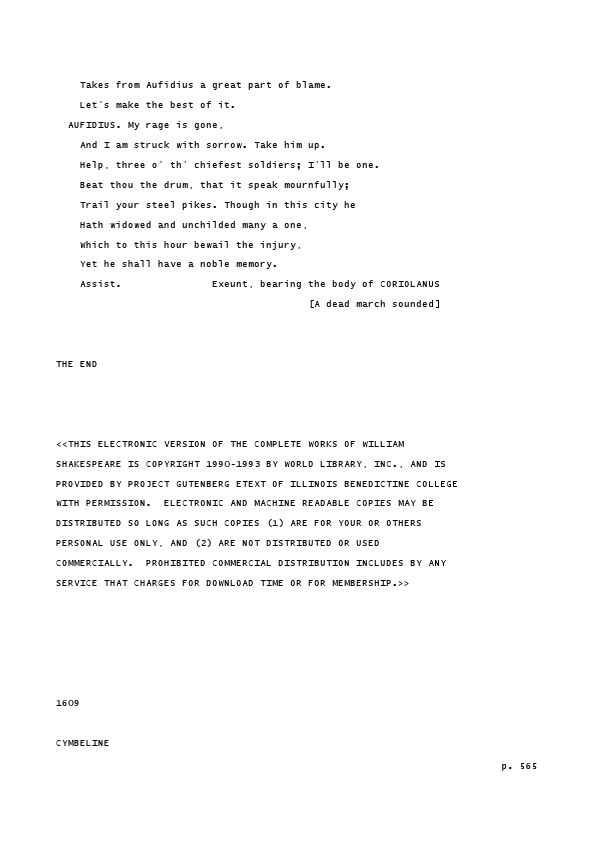 Takes from Aufidius a great part of blame.
Let's make the best of it.
AUFIDIUS. My rage is gone,
And I am struck with sorrow. Take him up.
Help, three o' th' chiefest soldiers; I'll be one.
Beat thou the drum, that it speak mournfully;
Trail your steel pikes. Though in this city he
Hath widowed and unchilded many a one,
Which to this hour bewail the injury,
Yet he shall have a noble memory.
Assist. Exeunt, bearing the body of CORIOLANUS
[A dead march sounded]
THE END
<<THIS ELECTRONIC VERSION OF THE COMPLETE WORKS OF WILLIAM
SHAKESPEARE IS COPYRIGHT 1990-1993 BY WORLD LIBRARY, INC., AND IS
PROVIDED BY PROJECT GUTENBERG ETEXT OF ILLINOIS BENEDICTINE COLLEGE
WITH PERMISSION. ELECTRONIC AND MACHINE READABLE COPIES MAY BE
DISTRIBUTED SO LONG AS SUCH COPIES (1) ARE FOR YOUR OR OTHERS
PERSONAL USE ONLY, AND (2) ARE NOT DISTRIBUTED OR USED
COMMERCIALLY. PROHIBITED COMMERCIAL DISTRIBUTION INCLUDES BY ANY
SERVICE THAT CHARGES FOR DOWNLOAD TIME OR FOR MEMBERSHIP.>>
1609
CYMBELINE
p. 565